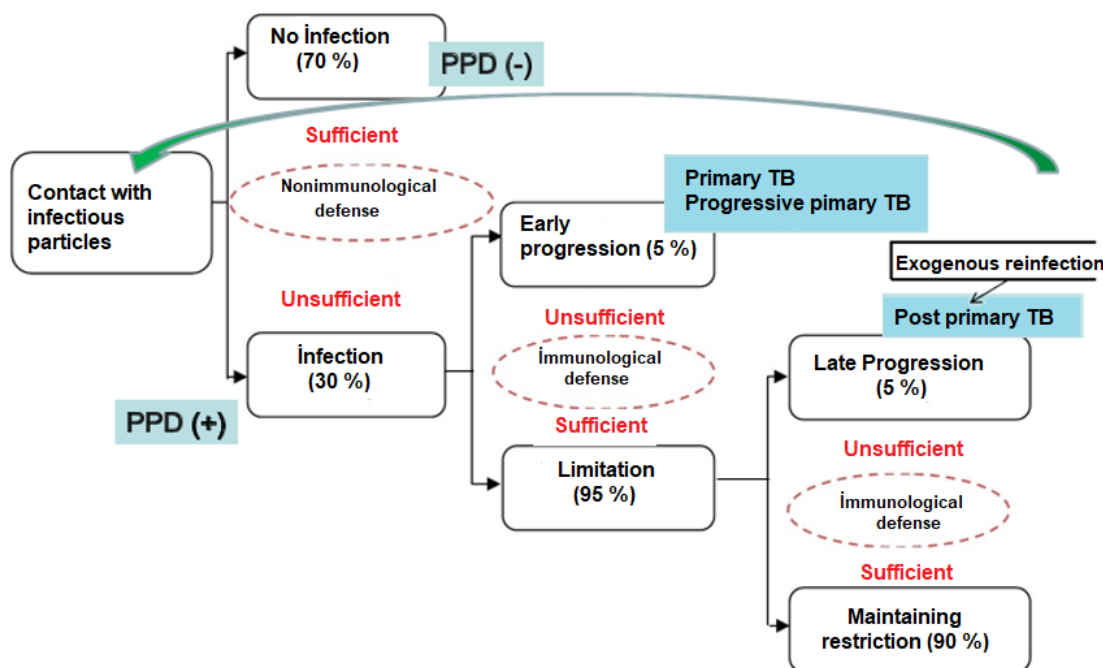 No İnfection
(70 %)
PPD (-)
Sufficient
Contact with
infectious
particles
Nonimmunological
defense
Primary TB
Progressive pimary TB
Early
progression (5 %)
Exogenous reinfection
Unsufficient
Post primary TB
Unsufficient
İnfection
(30 %)
İmmunological
defense
Late Progression
(5 %)
PPD (+)
Sufficient
Unsufficient
Limitation
(95 %)
İmmunological
defense
Sufficient
Maintaining
restriction (90 %)